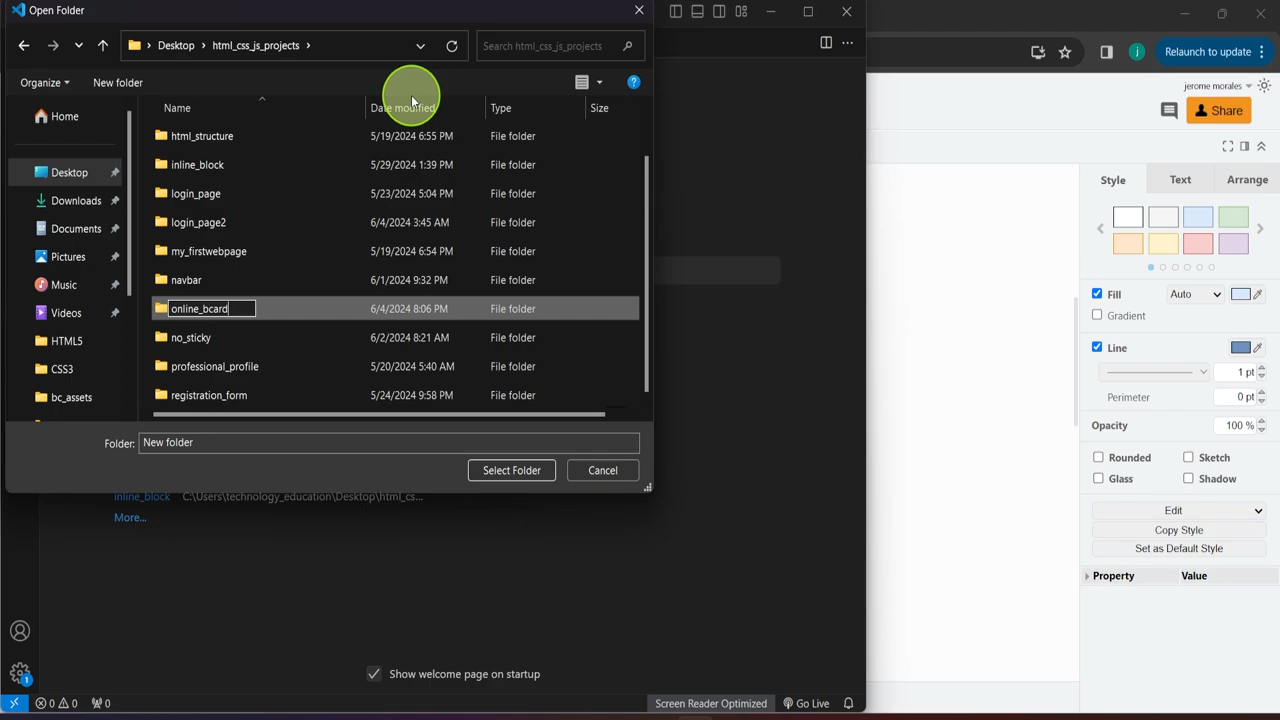 Open Folder
Desktop
html_css_js_projects
Search html_css_js_projects
Organize
New folder
Name
Date modified
Type
Size
Home
Desktop
Downloads
Documents
Pictures
Music
Videos
HTML5
CSS3
bc_assets
html_structure 5/19/2024 6:55 PM File folder
inline_block 5/29/2024 1:39 PM File folder
login_page 5/23/2024 5:04 PM File folder
login_page2 6/4/2024 3:45 AM File folder
my_firstwebpage 5/19/2024 6:54 PM File folder
navbar 6/1/2024 9:32 PM File folder
online_bcard 6/4/2024 8:06 PM File folder
no_sticky 6/2/2024 8:21 AM File folder
professional_profile 5/20/2024 5:40 AM File folder
registration_form 5/24/2024 9:58 PM File folder
Folder: New folder
Select Folder
Cancel
inline_block C:\Users\technology_education\Desktop\html_cs...
More...
1
Show welcome page on startup
0 0
0
Screen Reader Optimized
Go Live
j
Relaunch to update
jerome morales
Share
Style
Text
Arrange
Fill
Auto
Gradient
Line
1 pt
Perimeter
0 pt
Opacity
100 %
Rounded
Sketch
Glass
Shadow
Edit
Copy Style
Set as Default Style
Property
Value